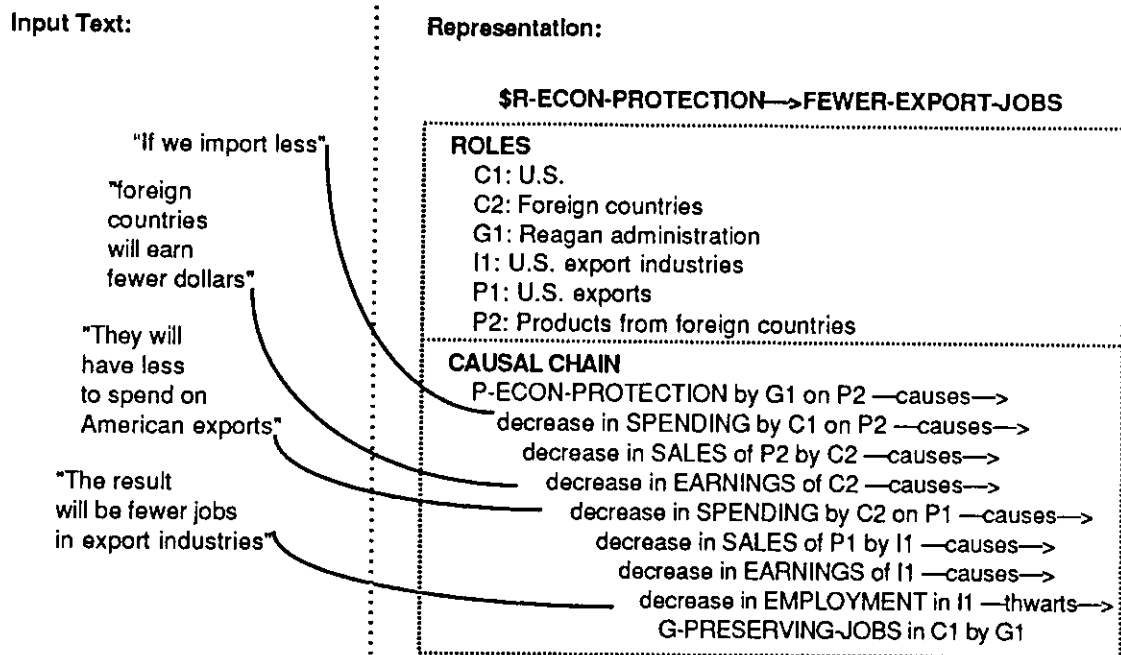 Input Text:
Representation:
$R-ECON-PROTECTION—>FEWER-EXPORT-JOBS
"If we import less"
"foreign
countries
will earn
fewer dollars"
"They will
have less
to spend on
American exports"
"The result
will be fewer jobs
in export industries"
ROLES
C1: U.S.
C2: Foreign countries
G1: Reagan administration
I1: U.S. export industries
P1: U.S. exports
P2: Products from foreign countries
CAUSAL CHAIN
P-ECON-PROTECTION by G1 on P2 —causes—>
decrease in SPENDING by C1 on P2 —causes—>
decrease in SALES of P2 by C2 —causes—>
decrease in EARNINGS of C2 —causes—>
decrease in SPENDING by C2 on P1 —causes—>
decrease in SALES of P1 by I1 —causes—>
decrease in EARNINGS of I1 —causes—>
decrease in EMPLOYMENT in I1 —thwarts—>
G-PRESERVING-JOBS in C1 by G1